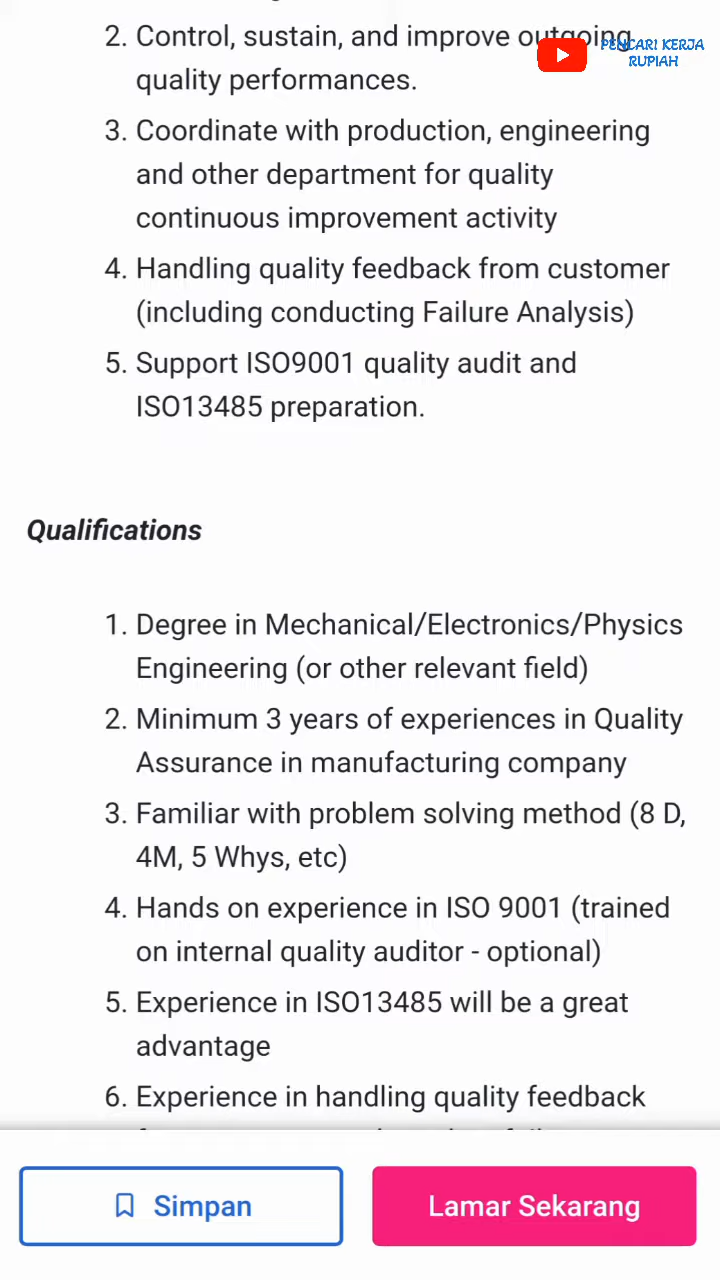 2. Control, sustain, and improve outgoing
quality performances.
PENCARI KERJA
RUPIAH
3. Coordinate with production, engineering
and other department for quality
continuous improvement activity
4. Handling quality feedback from customer
(including conducting Failure Analysis)
5. Support ISO9001 quality audit and
ISO13485 preparation.
Qualifications
1. Degree in Mechanical/Electronics/Physics
Engineering (or other relevant field)
2. Minimum 3 years of experiences in Quality
Assurance in manufacturing company
3. Familiar with problem solving method (8 D,
4M, 5 Whys, etc)
4. Hands on experience in ISO 9001 (trained
on internal quality auditor - optional)
5. Experience in ISO13485 will be a great
advantage
6. Experience in handling quality feedback
Simpan
Lamar Sekarang